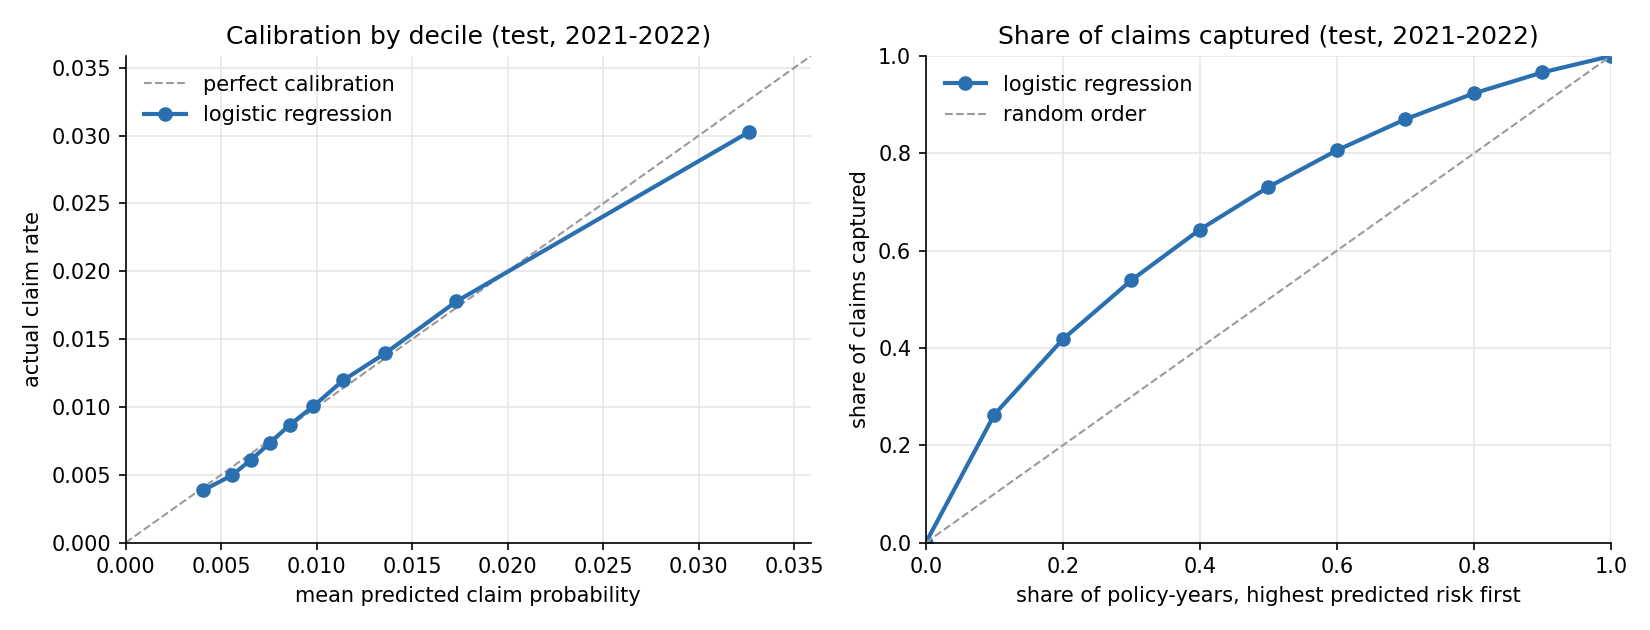 Calibration by decile (test, 2021-2022)
perfect calibration
logistic regression
0.035
0.030
0.025
0.020
0.015
0.010
0.005
0.000
actual claim rate
0.000 0.005 0.010 0.015 0.020 0.025 0.030 0.035
mean predicted claim probability
Share of claims captured (test, 2021-2022)
logistic regression
random order
1.0
0.8
0.6
0.4
0.2
0.0
share of claims captured
0.0 0.2 0.4 0.6 0.8 1.0
share of policy-years, highest predicted risk first